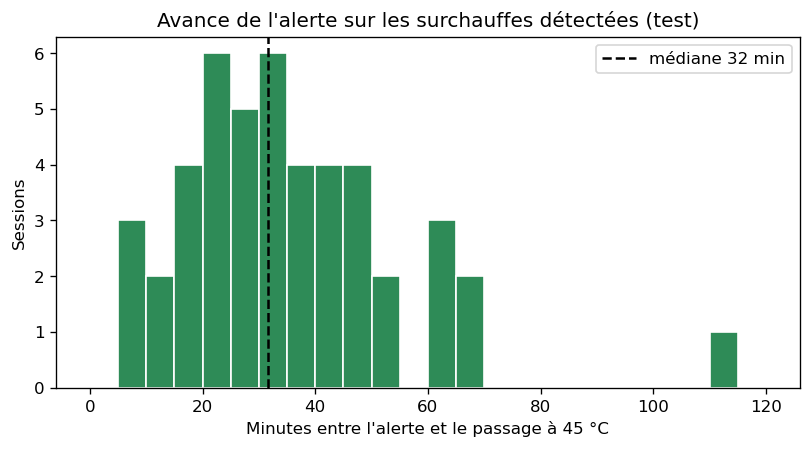 Avance de l'alerte sur les surchauffes détectées (test)
médiane 32 min
Sessions
6
5
4
3
2
1
0
0 20 40 60 80 100 120
Minutes entre l'alerte et le passage à 45 °C